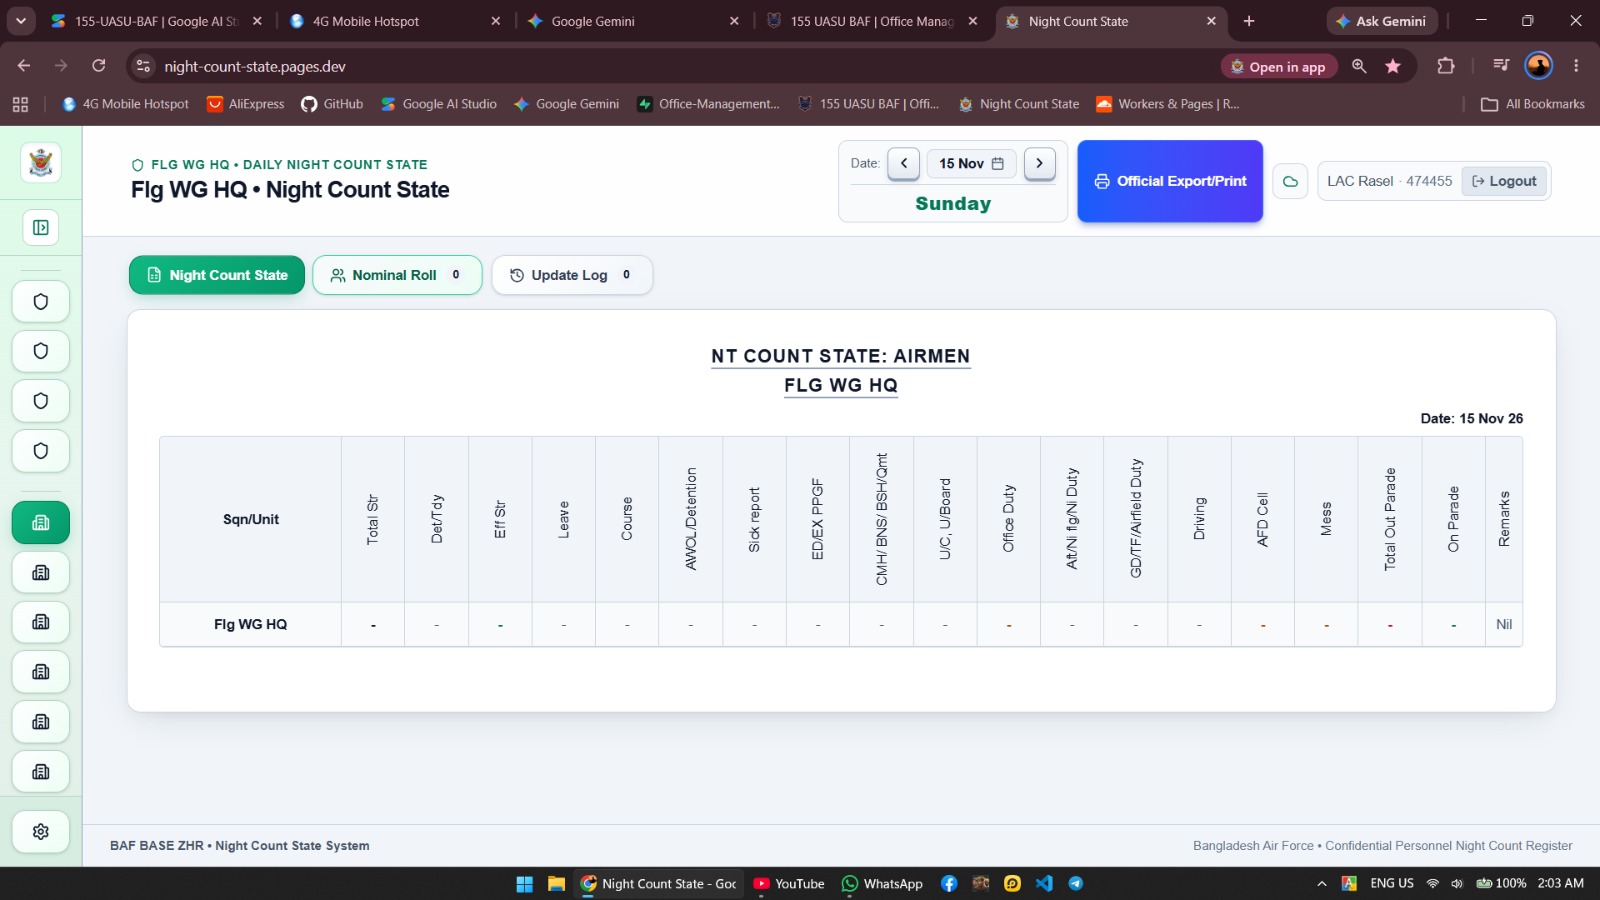 155-UASU-BAF | Google AI St
4G Mobile Hotspot
Google Gemini
155 UASU BAF | Office Manag
Night Count State
Ask Gemini
night-count-state.pages.dev
Open in app
4G Mobile Hotspot
AliExpress
GitHub
Google AI Studio
Google Gemini
Office-Management...
155 UASU BAF | Offi...
Night Count State
Workers & Pages | R...
All Bookmarks
FLG WG HQ • DAILY NIGHT COUNT STATE
Flg WG HQ • Night Count State
Date:
15 Nov
Sunday
Official Export/Print
LAC Rasel · 474455
Logout
Night Count State
Nominal Roll 0
Update Log 0
NT COUNT STATE: AIRMEN
FLG WG HQ
Date: 15 Nov 26
Sqn/Unit
Total Str
Det/Tdy
Eff Str
Leave
Course
AWOL/Detention
Sick report
ED/EX PPGF
CMH/ BNS/ BSH/Qmt
U/C, U/Board
Office Duty
Aft/Ni flg/Ni Duty
GD/TF/Airfield Duty
Driving
AFD Cell
Mess
Total Out Parade
On Parade
Remarks
Flg WG HQ - - - - - - - - - - - - - - - - - - Nil
BAF BASE ZHR • Night Count State System
Bangladesh Air Force • Confidential Personnel Night Count Register
Night Count State - Goo
YouTube
WhatsApp
ENG US
100%
2:03 AM